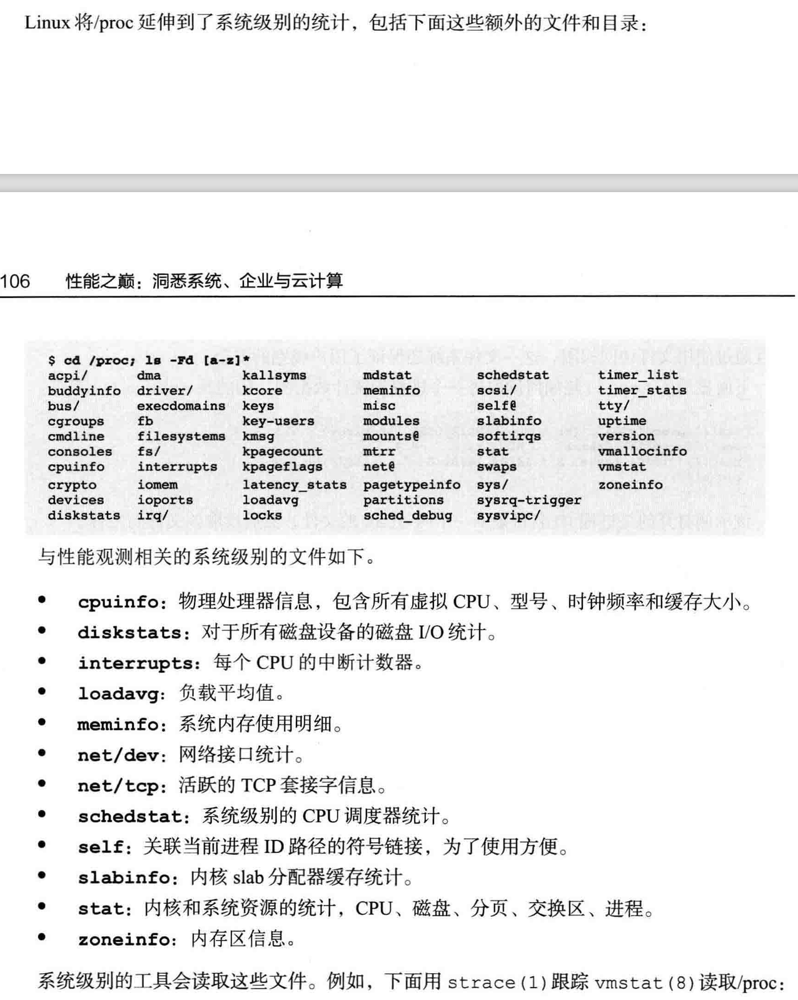 Linux 将/proc 延伸到了系统级别的统计，包括下面这些额外的文件和目录：
106 性能之巅：洞悉系统、企业与云计算
$ cd /proc; ls -Fd [a-z]*
acpi/ dma kallsyms mdstat schedstat timer_list
buddyinfo driver/ kcore meminfo scsi/ timer_stats
bus/ execdomains keys misc self@ tty/
cgroups fb key-users modules slabinfo uptime
cmdline filesystems kmsg mounts@ softirqs version
consoles fs/ kpagecount mtrr stat vmallocinfo
cpuinfo interrupts kpageflags net@ swaps vmstat
crypto iomem latency_stats pagetypeinfo sys/ zoneinfo
devices ioports loadavg partitions sysrq-trigger
diskstats irq/ locks sched_debug sysvipc/
与性能观测相关的系统级别的文件如下。
• cpuinfo：物理处理器信息，包含所有虚拟 CPU、型号、时钟频率和缓存大小。
• diskstats：对于所有磁盘设备的磁盘 I/O 统计。
• interrupts：每个 CPU 的中断计数器。
• loadavg：负载平均值。
• meminfo：系统内存使用明细。
• net/dev：网络接口统计。
• net/tcp：活跃的 TCP 套接字信息。
• schedstat：系统级别的 CPU 调度器统计。
• self：关联当前进程 ID 路径的符号链接，为了使用方便。
• slabinfo：内核 slab 分配器缓存统计。
• stat：内核和系统资源的统计，CPU、磁盘、分页、交换区、进程。
• zoneinfo：内存区信息。
系统级别的工具会读取这些文件。例如，下面用 strace(1)跟踪 vmstat(8)读取/proc：